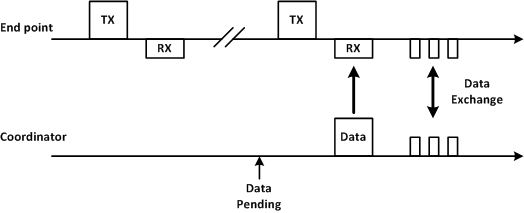 TX
TX
End point
RX
RX
Data
Exchange
Data
Coordinator
Data
Pending